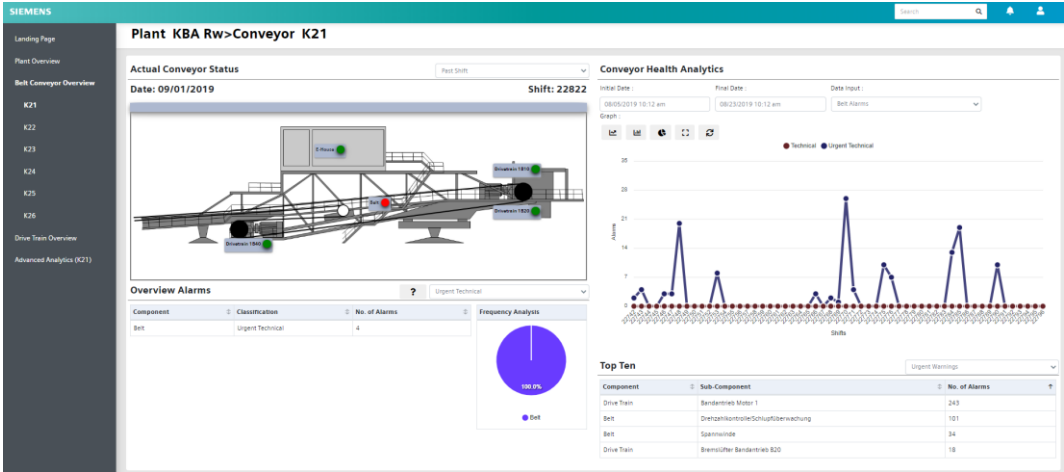 SIEMENS
Search
Landing Page
Plant Overview
Belt Conveyor Overview
K21
K22
K23
K24
K25
K26
Drive Train Overview
Advanced Analytics (K21)
Plant KBA Rw>Conveyor K21
Actual Conveyor Status
Past Shift
Date: 09/01/2019
Shift: 22822
E-House
Drivetrain 1B10
Belt
Drivetrain 1B20
Drivetrain 1B40
Overview Alarms
?
Urgent Technical
Component Classification No. of Alarms
Belt Urgent Technical 4
Frequency Analysis
100.0%
Belt
Conveyor Health Analytics
Initial Date : Final Date : Data Input :
08/05/2019 10:12 am 08/23/2019 10:12 am Belt Alarms
Graph :
Technical Urgent Technical
35
28
21
14
7
0
Alarms
Shifts
Top Ten
Urgent Warnings
Component Sub-Component No. of Alarms
Drive Train Bandantrieb Motor 1 243
Belt Drehzahlkontrolle|Schlupfüberwachung 101
Belt Spannwinde 34
Drive Train Bremslüfter Bandantrieb B20 18